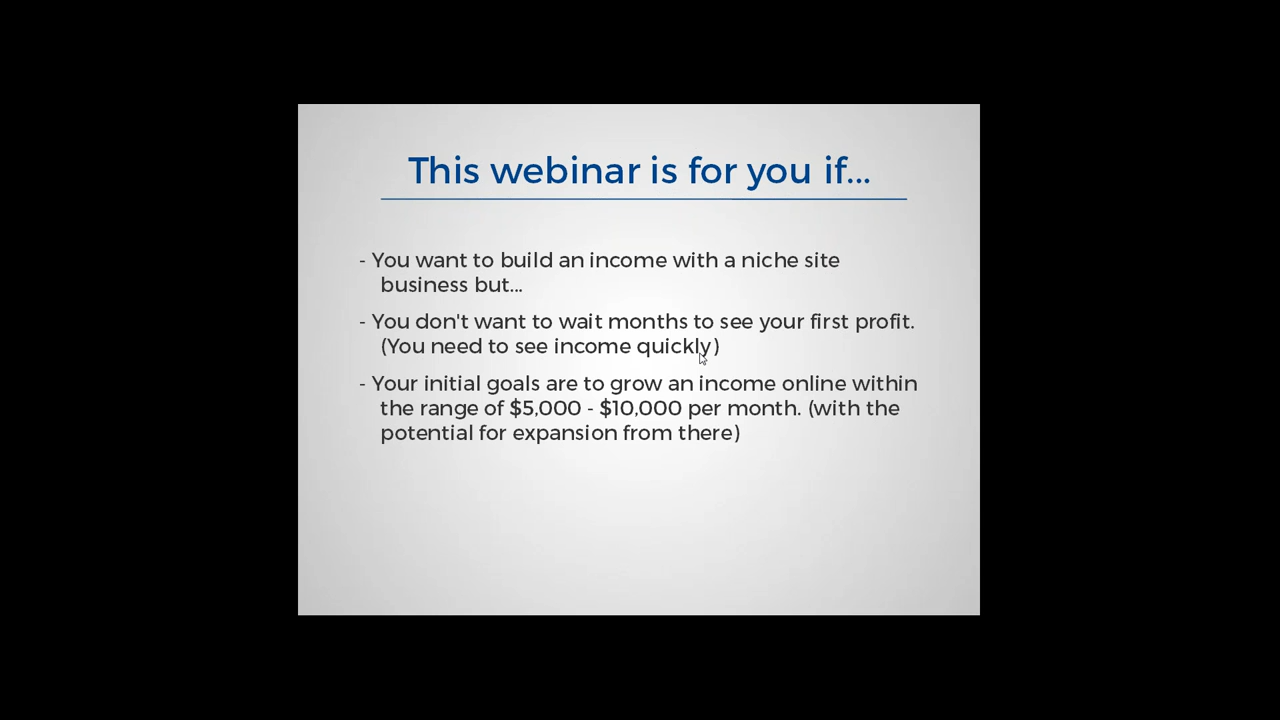 This webinar is for you if...
- You want to build an income with a niche site
business but...
- You don't want to wait months to see your first profit.
(You need to see income quickly)
- Your initial goals are to grow an income online within
the range of $5,000 - $10,000 per month. (with the
potential for expansion from there)